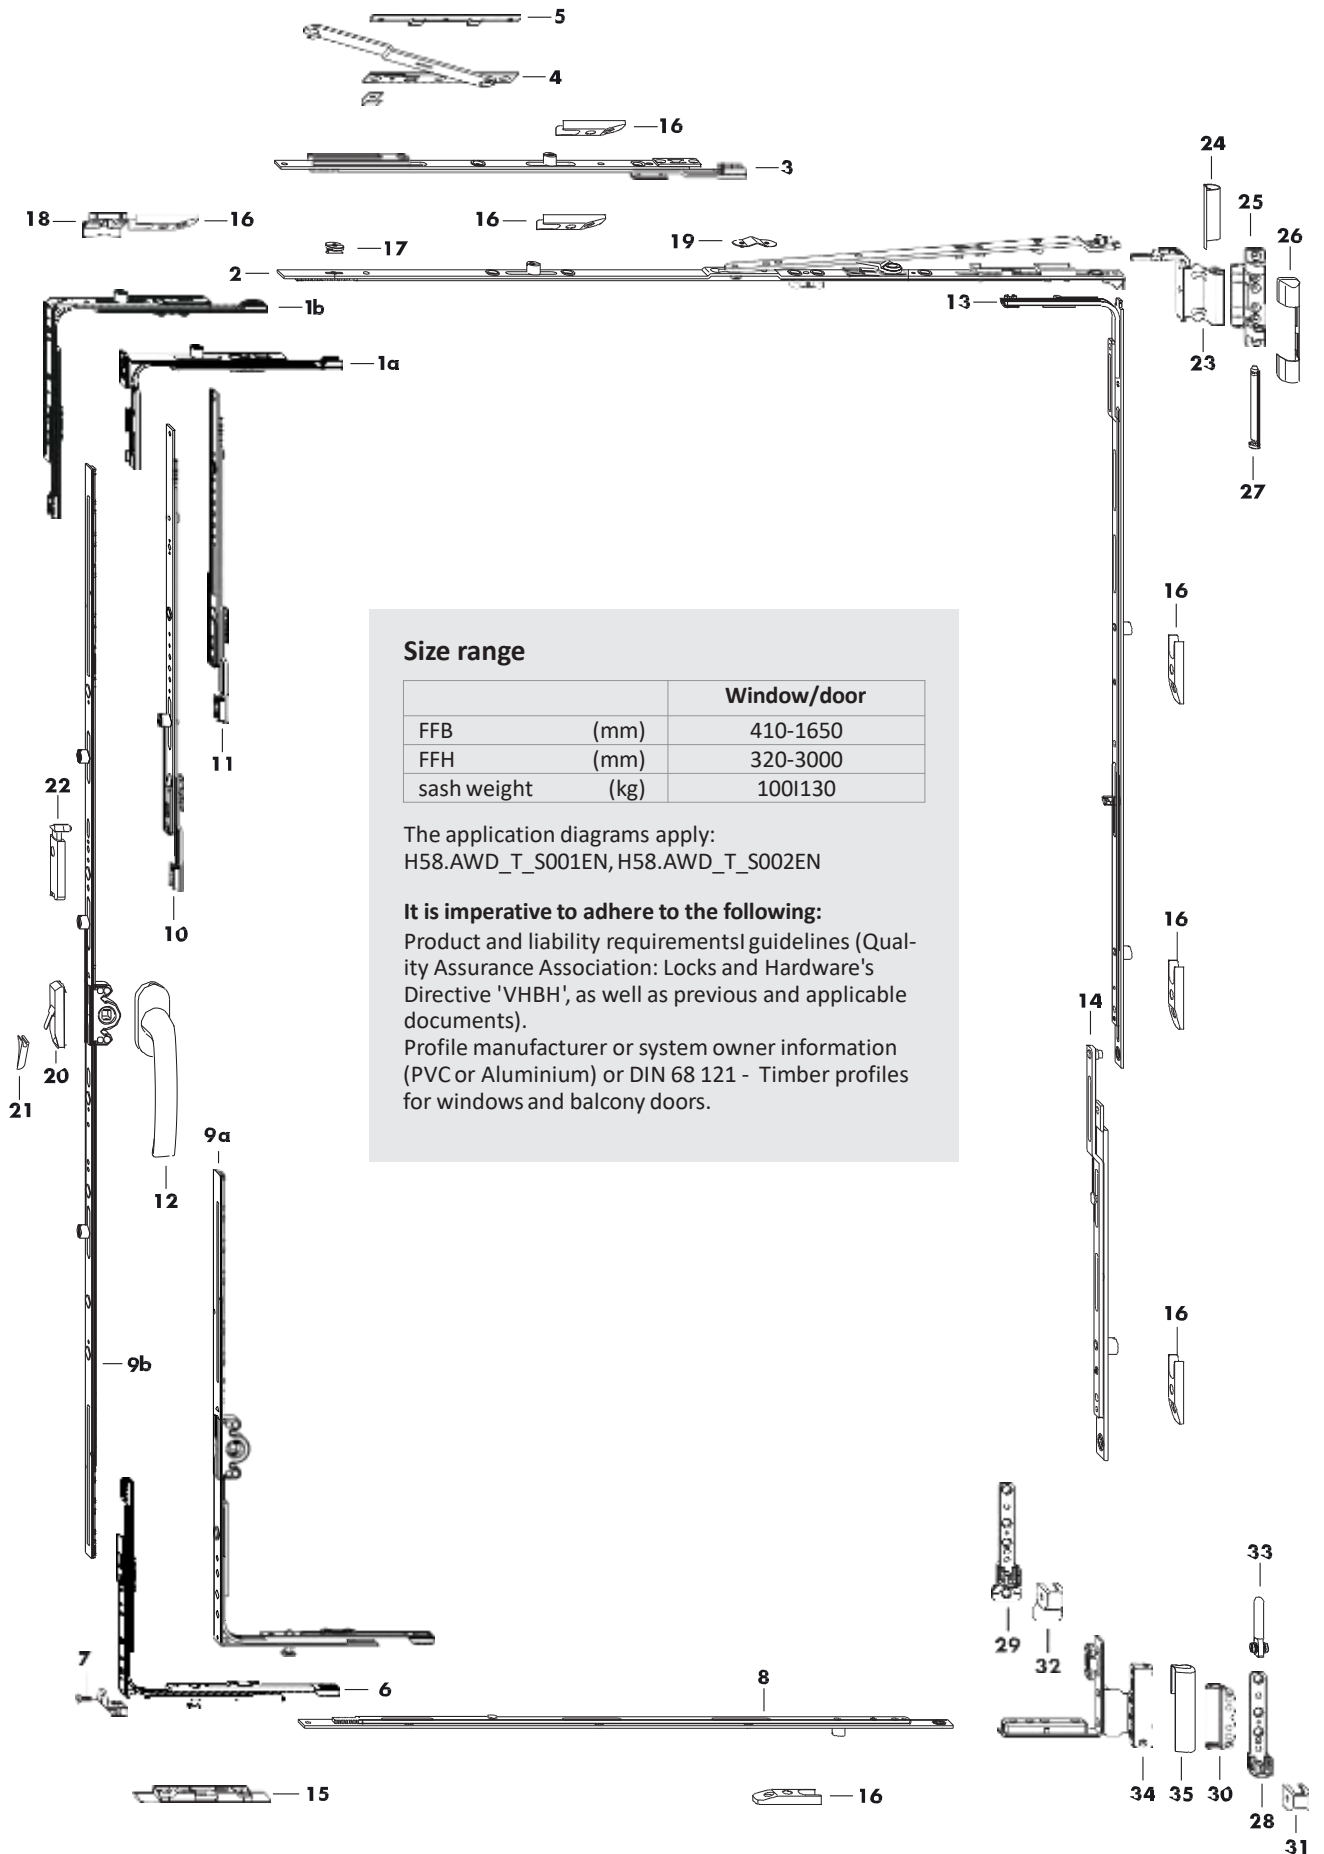 5
4
16
3
24
18
16
16
17
19
25
26
2
1b
13
1a
23
27
16
Size range
Window/door
FFB (mm) 410-1650
FFH (mm) 320-3000
sash weight (kg) 100I130
The application diagrams apply:
H58.AWD_T_S001EN, H58.AWD_T_S002EN
It is imperative to adhere to the following:
Product and liability requirementsI guidelines (Qual-
ity Assurance Association: Locks and Hardware's
Directive 'VHBH', as well as previous and applicable
documents).
Profile manufacturer or system owner information
(PVC or Aluminium) or DIN 68 121 - Timber profiles
for windows and balcony doors.
11
22
10
16
14
20
21
9a
12
16
9b
33
29
32
7
6
8
15
16
34
35
30
28
31